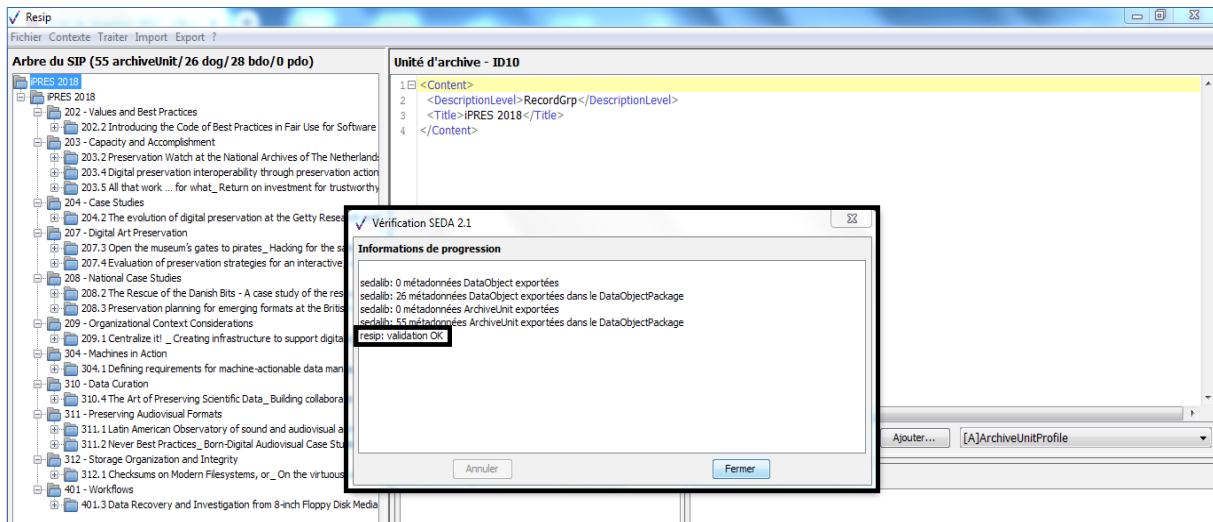 Resip
Fichier Contexte Traiter Import Export ?
Arbre du SIP (55 archiveUnit/26 dog/28 bdo/0 pdo)
iPRES 2018
iPRES 2018
202 - Values and Best Practices
202.2 Introducing the Code of Best Practices in Fair Use for Software
203 - Capacity and Accomplishment
203.2 Preservation Watch at the National Archives of The
203.4 Digital preservation interoperability through preservation action
203.5 All that work ... for what_ Return on investment for trustworthy
204 - Case Studies
204.2 The evolution of digital preservation at the Getty
207 - Digital Art Preservation
207.3 Open the museum's gates to pirates_ Hacking for the
207.4 Evaluation of preservation strategies for an interactive
208 - National Case Studies
208.2 The Rescue of the Danish Bits - A case study of the
208.3 Preservation planning for emerging formats at the
209 - Organizational Context Considerations
209.1 Centralize it! _ Creating infrastructure to support
304 - Machines in Action
304.1 Defining requirements for machine-actionable data
310 - Data Curation
310.4 The Art of Preserving Scientific Data_ Building
311 - Preserving Audiovisual Formats
311.1 Latin American Observatory of sound and audiovisual
311.2 Never Best Practices_ Born-Digital Audiovisual Case
312 - Storage Organization and Integrity
312.1 Checksums on Modern Filesystems, or_ On the virtuous
401 - Workflows
401.3 Data Recovery and Investigation from 8-inch Floppy Disk Media
Unité d'archive - ID10
1 <Content>
2 <DescriptionLevel>RecordGrp</DescriptionLevel>
3 <Title>iPRES 2018</Title>
4 </Content>
Vérification SEDA 2.1
Informations de progression
sedalib: 0 métadonnées DataObject exportées
sedalib: 26 métadonnées DataObject exportées dans le DataObjectPackage
sedalib: 0 métadonnées ArchiveUnit exportées
sedalib: 55 métadonnées ArchiveUnit exportées dans le DataObjectPackage
resip: validation OK
Annuler
Fermer
Ajouter...
[A]ArchiveUnitProfile